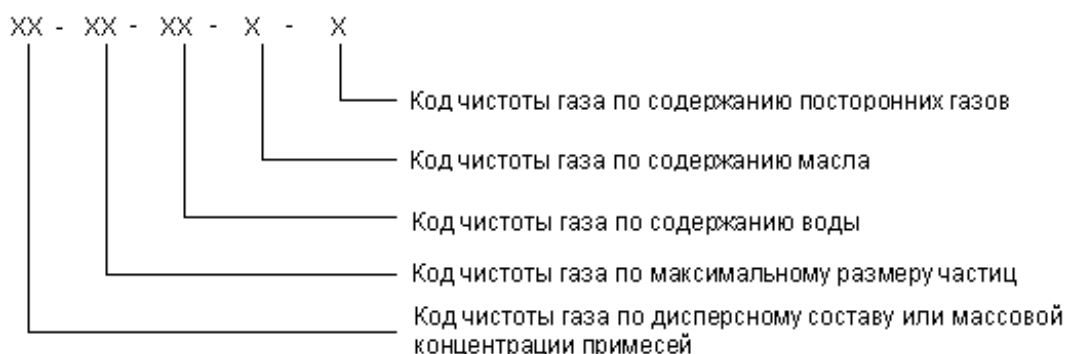 XX - XX - XX - X - X
Код чистоты газа по содержанию посторонних газов
Код чистоты газа по содержанию масла
Код чистоты газа по содержанию воды
Код чистоты газа по максимальному размеру частиц
Код чистоты газа по дисперсному составу или массовой
концентрации примесей